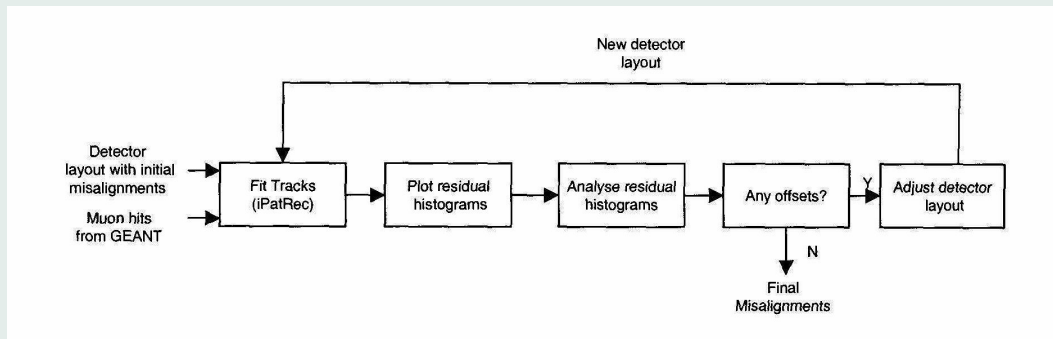 New detector
layout
Detector
layout with initial
misalignments
Muon hits
from GEANT
Fit Tracks
(iPatRec)
Plot residual
histograms
Analyse residual
histograms
Any offsets?
Y
Adjust detector
layout
N
Final
Misalignments